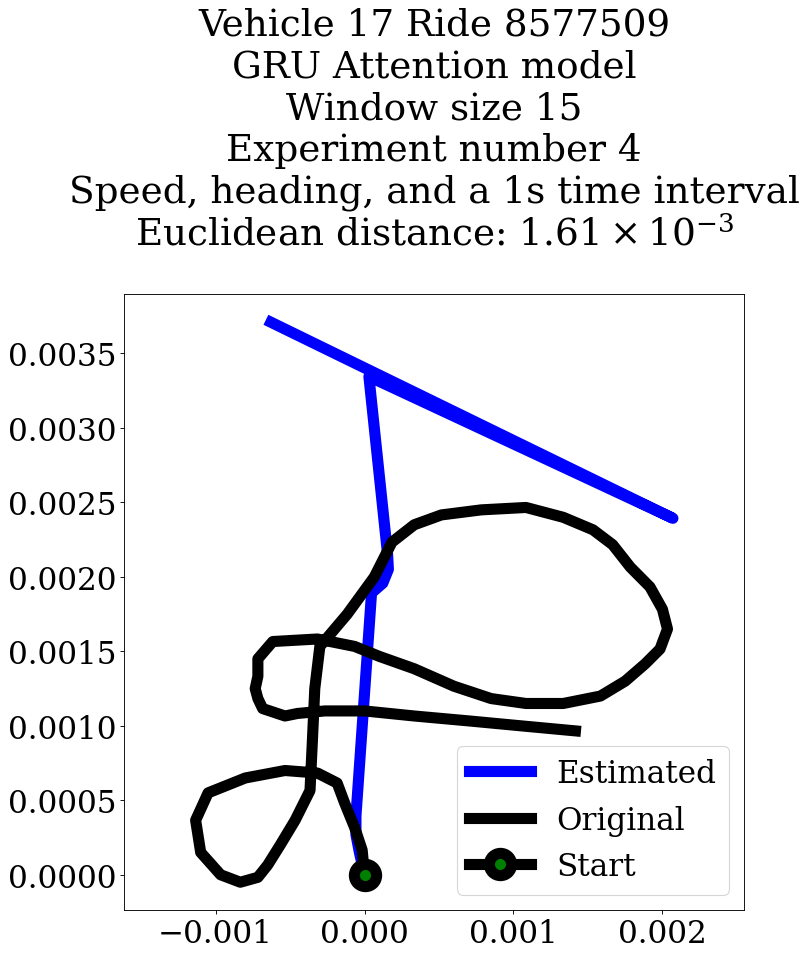 Vehicle 17 Ride 8577509
GRU Attention model
Window size 15
Experiment number 4
Speed, heading, and a 1s time interval
Euclidean distance: 1.61 × 10⁻³
0.0035
0.0030
0.0025
0.0020
0.0015
0.0010
0.0005
0.0000
Estimated
Original
Start
−0.001 0.000 0.001 0.002